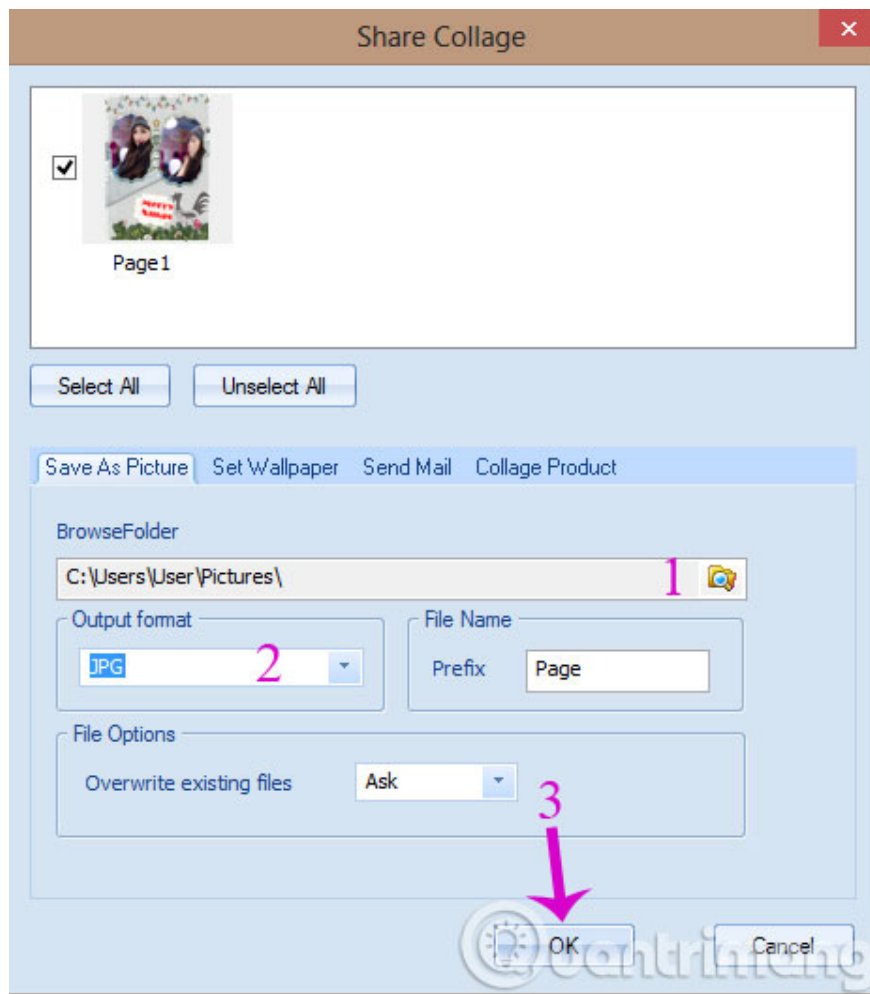 Share Collage
MERRY
Page1
Select All Unselect All
Save As Picture Set Wallpaper Send Mail Collage Product
BrowseFolder
C:\Users\User\Pictures\ 1
Output format File Name
JPG 2 Prefix Page
File Options
Overwrite existing files Ask
3
OK Cancel
uantrimang